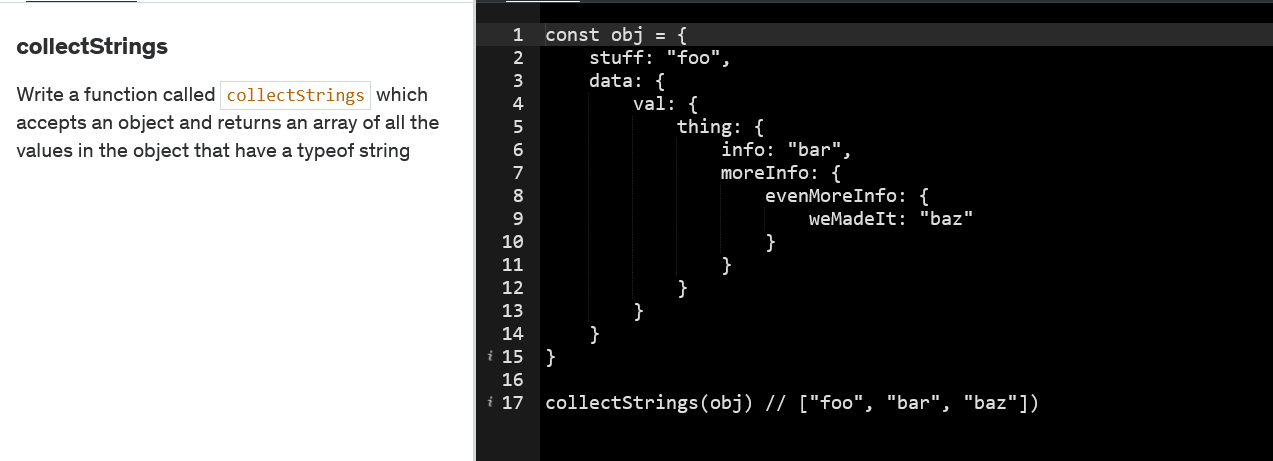 collectStrings
Write a function called collectStrings which
accepts an object and returns an array of all the
values in the object that have a typeof string
1 const obj = {
2     stuff: "foo",
3     data: {
4         val: {
5             thing: {
6                 info: "bar",
7                 moreInfo: {
8                     evenMoreInfo: {
9                         weMadeIt: "baz"
10                     }
11                 }
12             }
13         }
14     }
i 15 }
16
i 17 collectStrings(obj) // ["foo", "bar", "baz"])